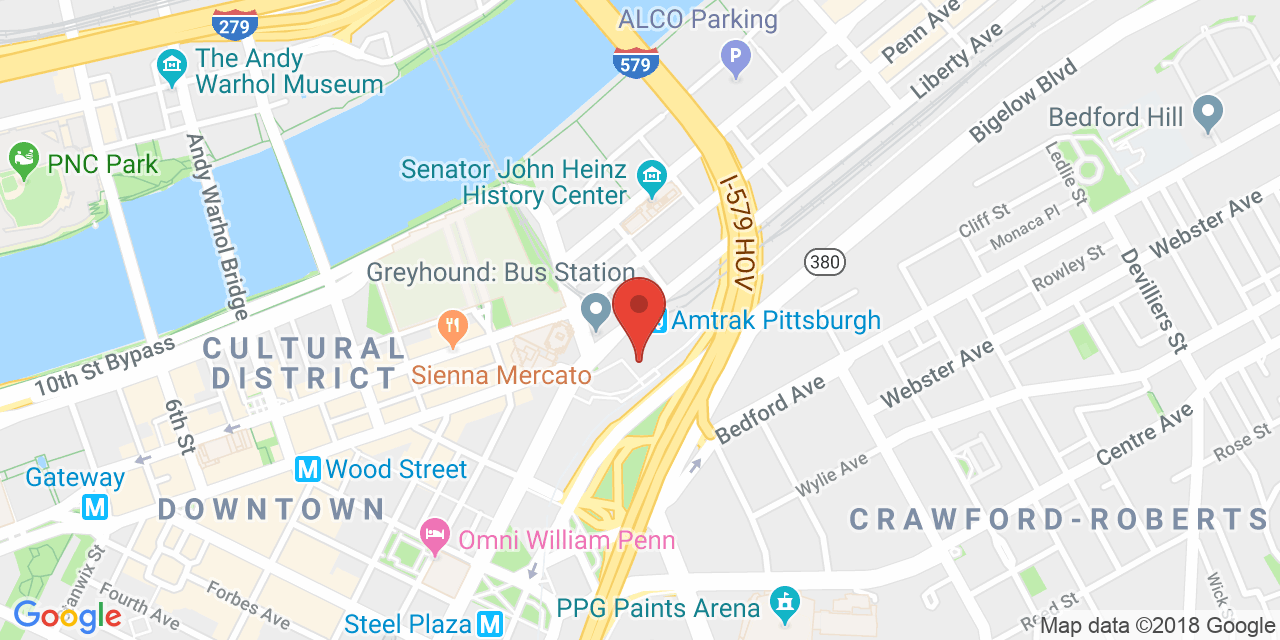 279
ALCO Parking
Penn Ave
The Andy
Warhol Museum
579
P
Liberty Ave
Bigelow Blvd
Bedford Hill
PNC Park
Andy Warhol Bridge
Senator John Heinz
History Center
I-579 HOV
Ledlie St
Cliff St
Monaca Pl
Webster Ave
380
Rowley St
Devilliers St
Greyhound: Bus Station
Amtrak Pittsburgh
10th St Bypass
CULTURAL
DISTRICT
Sienna Mercato
Webster Ave
Bedford Ave
6th St
Centre Ave
Rose St
Gateway
M
M Wood Street
Wylie Ave
DOWNTOWN
CRAWFORD-ROBERTS
Omni William Penn
Stanwix St
Fourth Ave
Forbes Ave
Steel Plaza M
PPG Paints Arena
Reed St
Wick St
Google
Map data ©2018 Google